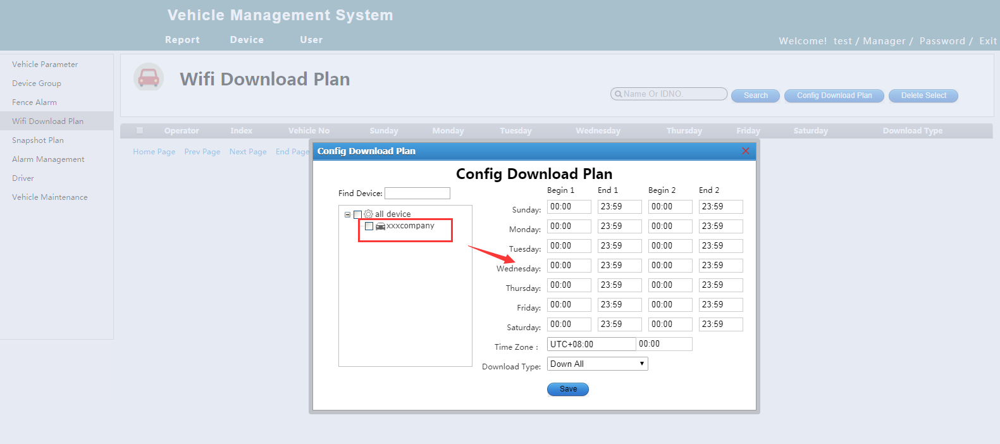 Vehicle Management System
Report Device User
Welcome! test / Manager / Password / Exit
Vehicle Parameter
Device Group
Fence Alarm
Wifi Download Plan
Snapshot Plan
Alarm Management
Driver
Vehicle Maintenance
Wifi Download Plan
Name Or IDNO. Search Config Download Plan Delete Select
Operator Index Vehicle No Sunday Monday Tuesday Wednesday Thursday Friday Saturday Download Type
Home Page Prev Page Next Page End Page
Config Download Plan
Config Download Plan
Find Device:
all device
xxxcompany
Begin 1 End 1 Begin 2 End 2
Sunday: 00:00 23:59 00:00 23:59
Monday: 00:00 23:59 00:00 23:59
Tuesday: 00:00 23:59 00:00 23:59
Wednesday: 00:00 23:59 00:00 23:59
Thursday: 00:00 23:59 00:00 23:59
Friday: 00:00 23:59 00:00 23:59
Saturday: 00:00 23:59 00:00 23:59
Time Zone : UTC+08:00 00:00
Download Type: Down All
Save